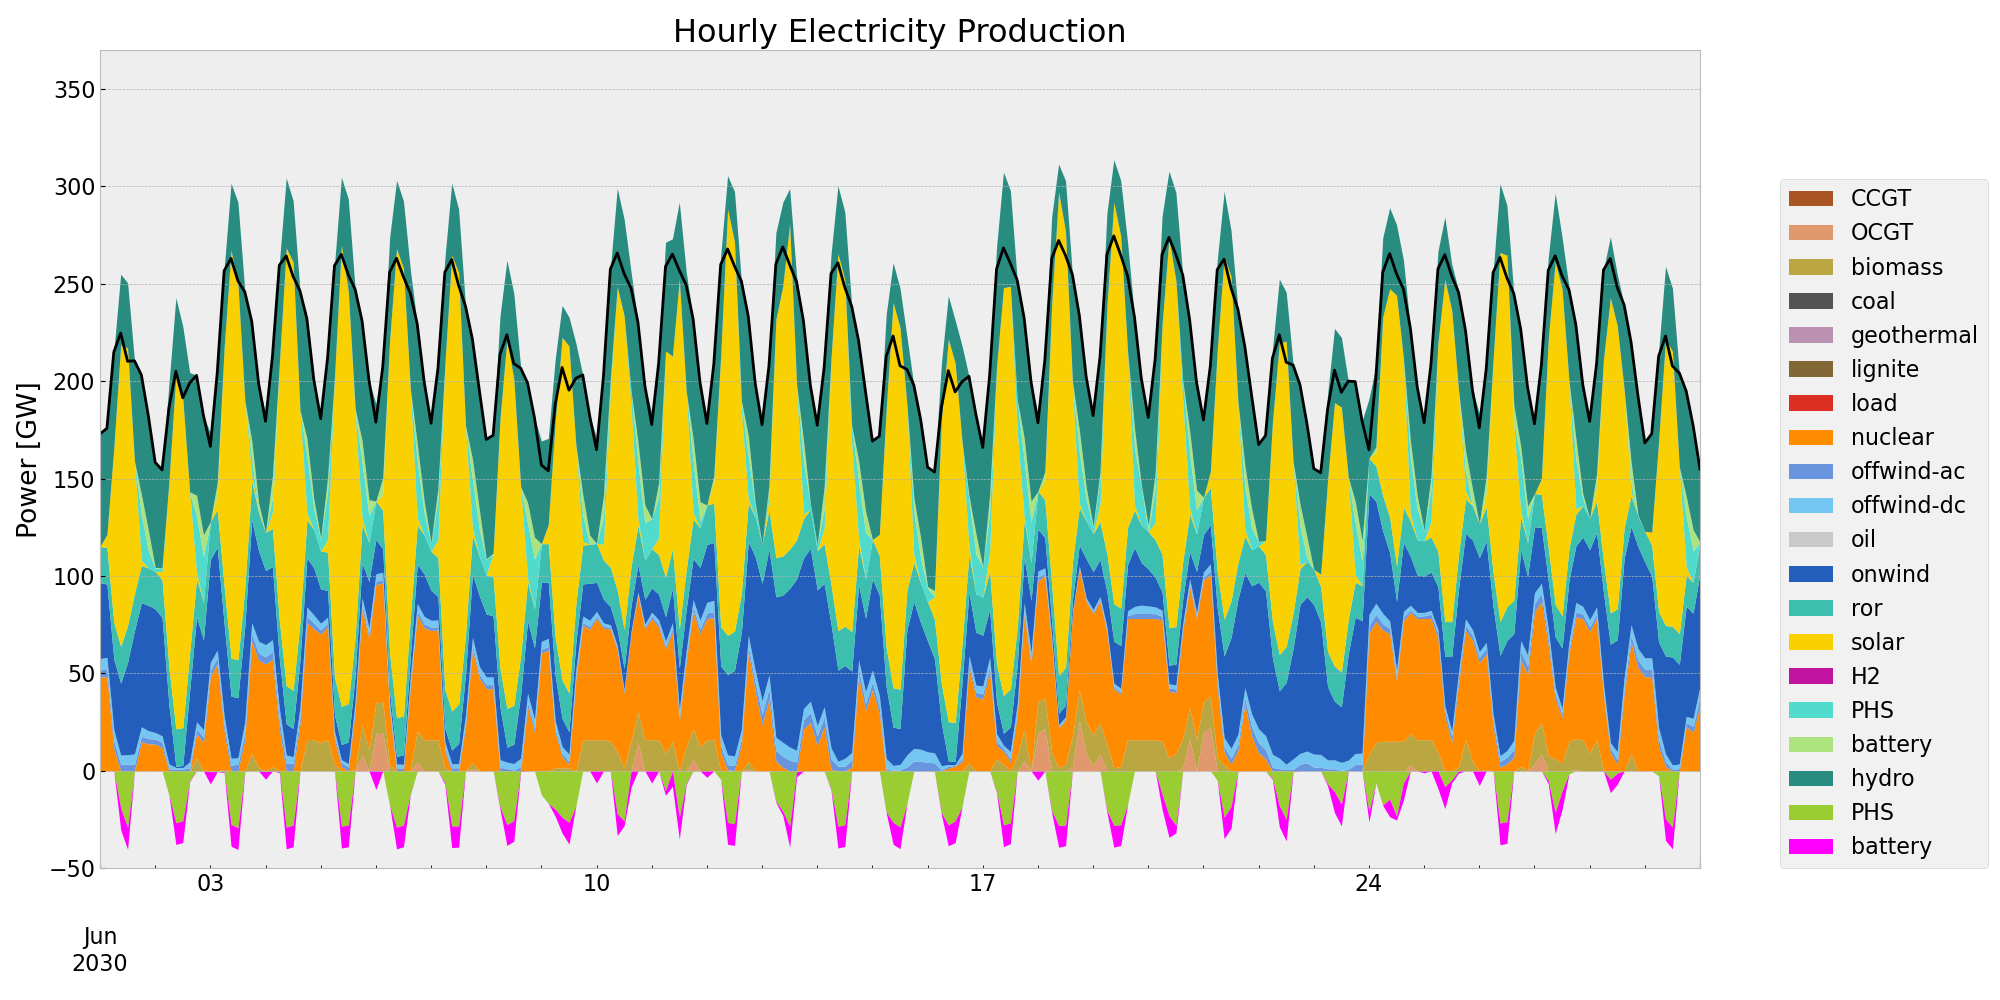 Hourly Electricity Production
Power [GW]
350
300
250
200
150
100
50
0
−50
03
10
17
24
Jun
2030
CCGT
OCGT
biomass
coal
geothermal
lignite
load
nuclear
offwind-ac
offwind-dc
oil
onwind
ror
solar
H2
PHS
battery
hydro
PHS
battery